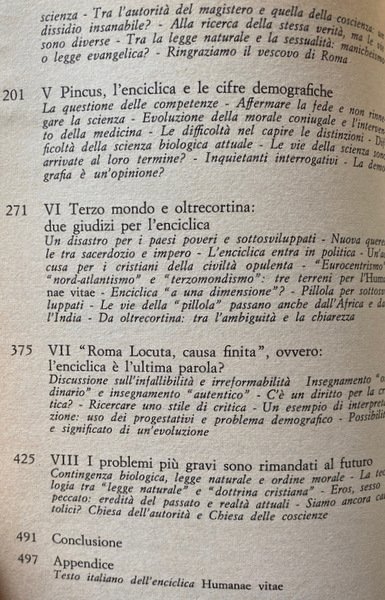 scienza - Tra l'autorità del magistero e quella della coscienza: un
dissidio insanabile? - Alla ricerca della stessa verità, ma le vie
sono diverse - Tra la legge naturale e la sessualità: manicheismo
o legge evangelica? - Ringraziamo il vescovo di Roma
201 V Pincus, l'enciclica e le cifre demografiche
La questione delle competenze - Affermare la fede e non rinne-
gare la scienza - Evoluzione della morale coniugale e l'interven-
to della medicina - Le difficoltà nel capire le distinzioni - Dif-
ficoltà della scienza biologica attuale - Le vie della scienza sono
arrivate al loro termine? - Inquietanti interrogativi - La demo-
grafia è un'opinione?
271 VI Terzo mondo e oltrecortina:
due giudizi per l'enciclica
Un disastro per i paesi poveri e sottosviluppati - Nuova quere-
le tra sacerdozio e impero - L'enciclica entra in politica - Un'ac-
cusa per i cristiani della civiltà opulenta - "Eurocentrismo"
"nord-atlantismo" e "terzomondismo": tre terreni per l'Huma-
nae vitae - Enciclica "a una dimensione"? - Pillola per sottosvi-
luppati - Le vie della "pillola" passano anche dall'Africa e dal-
l'India - Da oltrecortina: tra l'ambiguità e la chiarezza
375 VII "Roma Locuta, causa finita", ovvero:
l'enciclica è l'ultima parola?
Discussione sull'infallibilità e irreformabilità Insegnamento "or-
dinario" e insegnamento "autentico" - C'è un diritto per la cri-
tica? - Ricercare uno stile di critica - Un esempio di interpreta-
zione: uso dei progestativi e problema demografico - Possibilità
e significato di un'evoluzione
425 VIII I problemi più gravi sono rimandati al futuro
Contingenza biologica, legge naturale e ordine morale - La teo-
logia tra "legge naturale" e "dottrina cristiana" - Eros, sesso e
peccato: eredità del passato e realtà attuali - Siamo ancora cat-
tolici? Chiesa dell'autorità e Chiesa delle coscienze
491 Conclusione
497 Appendice
Testo italiano dell'enciclica Humanae vitae